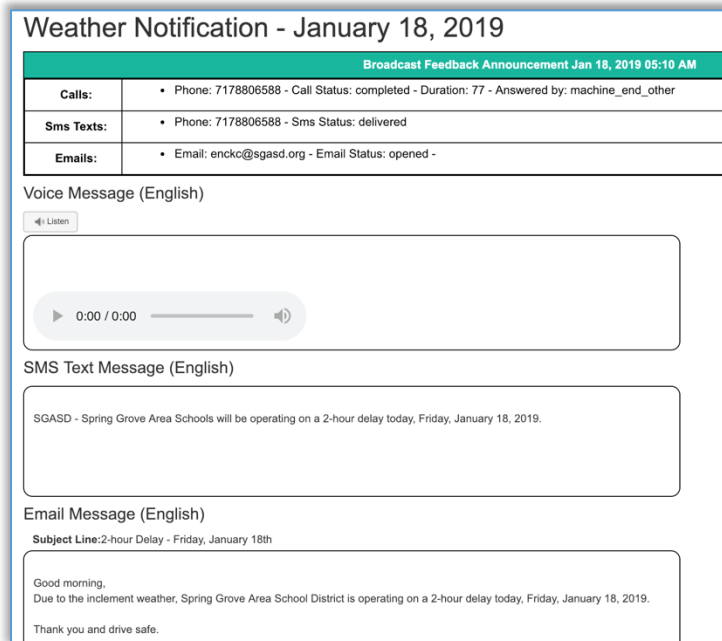 Weather Notification - January 18, 2019
Broadcast Feedback Announcement Jan 18, 2019 05:10 AM
Calls: • Phone: 7178806588 - Call Status: completed - Duration: 77 - Answered by: machine_end_other
Sms Texts: • Phone: 7178806588 - Sms Status: delivered
Emails: • Email: enckc@sgasd.org - Email Status: opened -
Voice Message (English)
Listen
0:00 / 0:00
SMS Text Message (English)
SGASD - Spring Grove Area Schools will be operating on a 2-hour delay today, Friday, January 18, 2019.
Email Message (English)
Subject Line:2-hour Delay - Friday, January 18th
Good morning,
Due to the inclement weather, Spring Grove Area School District is operating on a 2-hour delay today, Friday, January 18, 2019.
Thank you and drive safe.